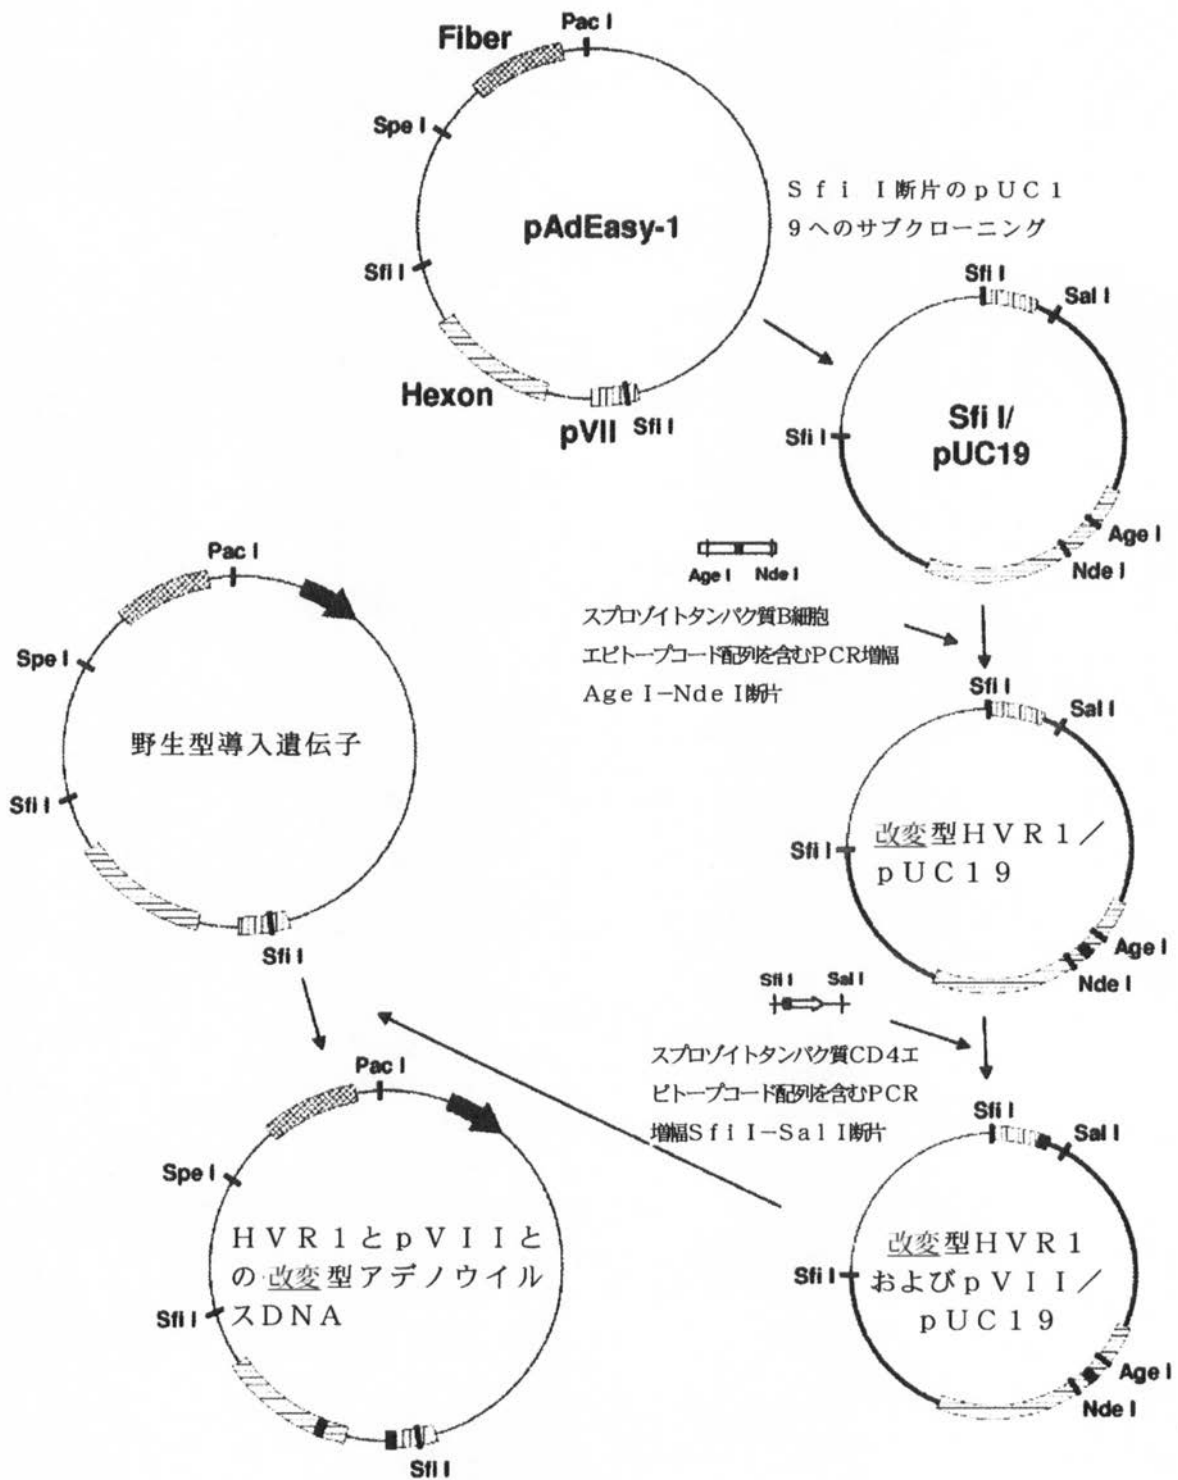 Fiber
Pac I
Spe I
pAdEasy-1
Sfi I
Hexon
pVII
Sfi I
Sfi I断片のpUC1
9へのサブクローニング
Sfi I
Sal I
Sfi I
Sfi I/
pUC19
Age I
Nde I
Age I
Nde I
スプロゾイトタンパク質B細胞
エピトープコード配列を含むPCR増幅
Age I−Nde I断片
Pac I
Spe I
野生型導入遺伝子
Sfi I
Sfi I
Sfi I
Sal I
Sfi I
改変型HVR1/
pUC19
Age I
Nde I
Sfi I
Sal I
スプロゾイトタンパク質CD4エ
ピトープコード配列を含むPCR
増幅Sfi I−Sal I断片
Pac I
Spe I
HVR1とpVIIと
の改変型アデノウイル
スDNA
Sfi I
Sfi I
Sfi I
Sal I
Sfi I
改変型HVR1
およびpVII/
pUC19
Age I
Nde I